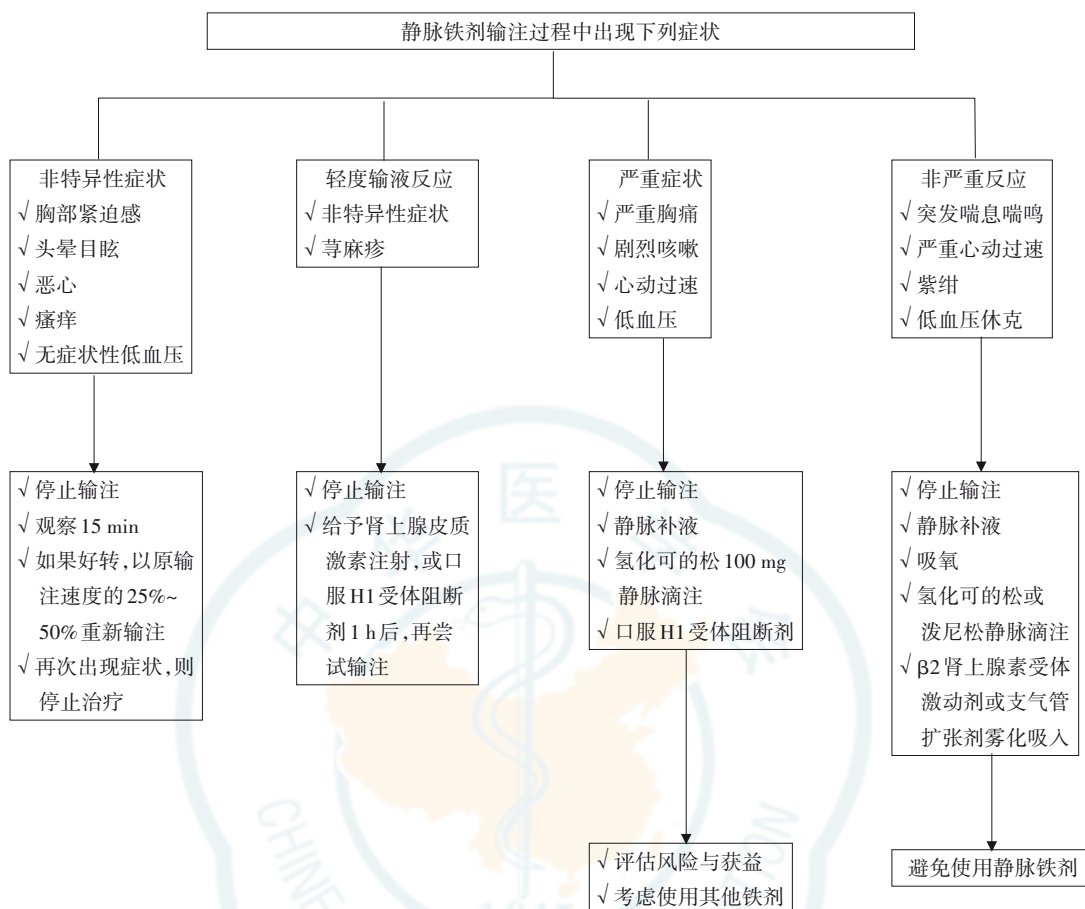 静脉铁剂输注过程中出现下列症状
非特异性症状
√胸部紧迫感
√头晕目眩
√恶心
√瘙痒
√无症状性低血压
轻度输液反应
√非特异性症状
√荨麻疹
严重症状
√严重胸痛
√剧烈咳嗽
√心动过速
√低血压
非严重反应
√突发喘息喘鸣
√严重心动过速
√紫绀
√低血压休克
√停止输注
√观察15 min
√如果好转,以原输
注速度的25%~
50%重新输注
√再次出现症状,则
停止治疗
√停止输注
√给予肾上腺皮质
激素注射,或口
服H1受体阻断
剂1 h后,再尝
试输注
√停止输注
√静脉补液
√氢化可的松100 mg
静脉滴注
√口服H1受体阻断剂
√停止输注
√静脉补液
√吸氧
√氢化可的松或
泼尼松静脉滴注
√β2肾上腺素受体
激动剂或支气管
扩张剂雾化吸入
√评估风险与获益
√考虑使用其他铁剂
避免使用静脉铁剂